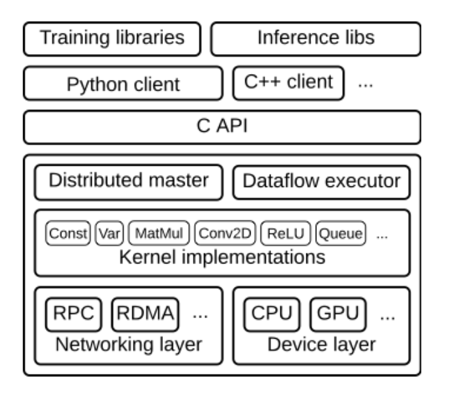 Training libraries Inference libs
Python client C++ client ...
C API
Distributed master Dataflow executor
Const Var MatMul Conv2D ReLU Queue ...
Kernel implementations
RPC RDMA ... CPU GPU ...
Networking layer Device layer